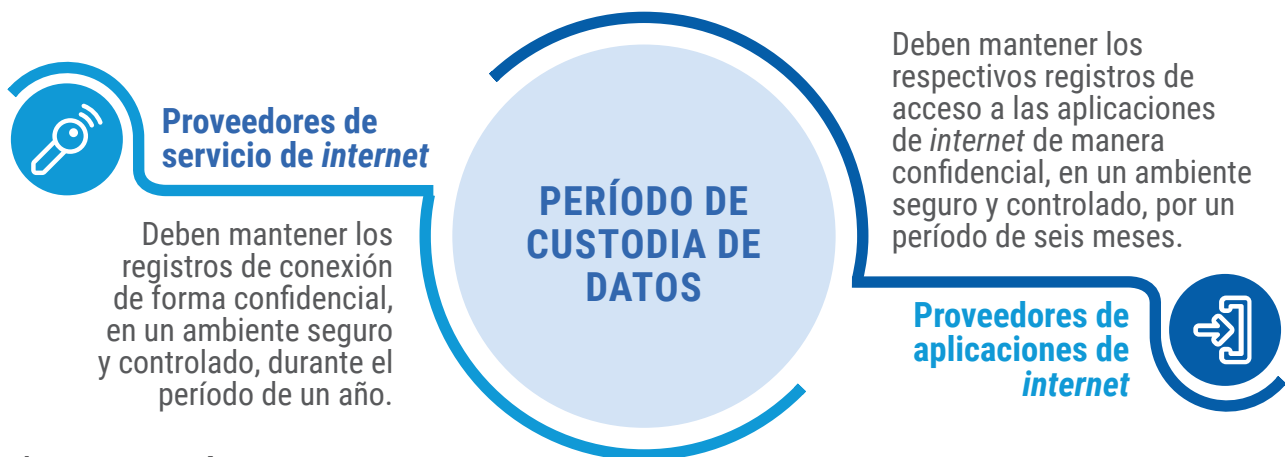 Proveedores de
servicio de internet
Deben mantener los
registros de conexión
de forma confidencial,
en un ambiente seguro
y controlado, durante el
período de un año.
PERÍODO DE
CUSTODIA DE
DATOS
Deben mantener los
respectivos registros de
acceso a las aplicaciones
de internet de manera
confidencial, en un ambiente
seguro y controlado, por un
período de seis meses.
Proveedores de
aplicaciones de
internet